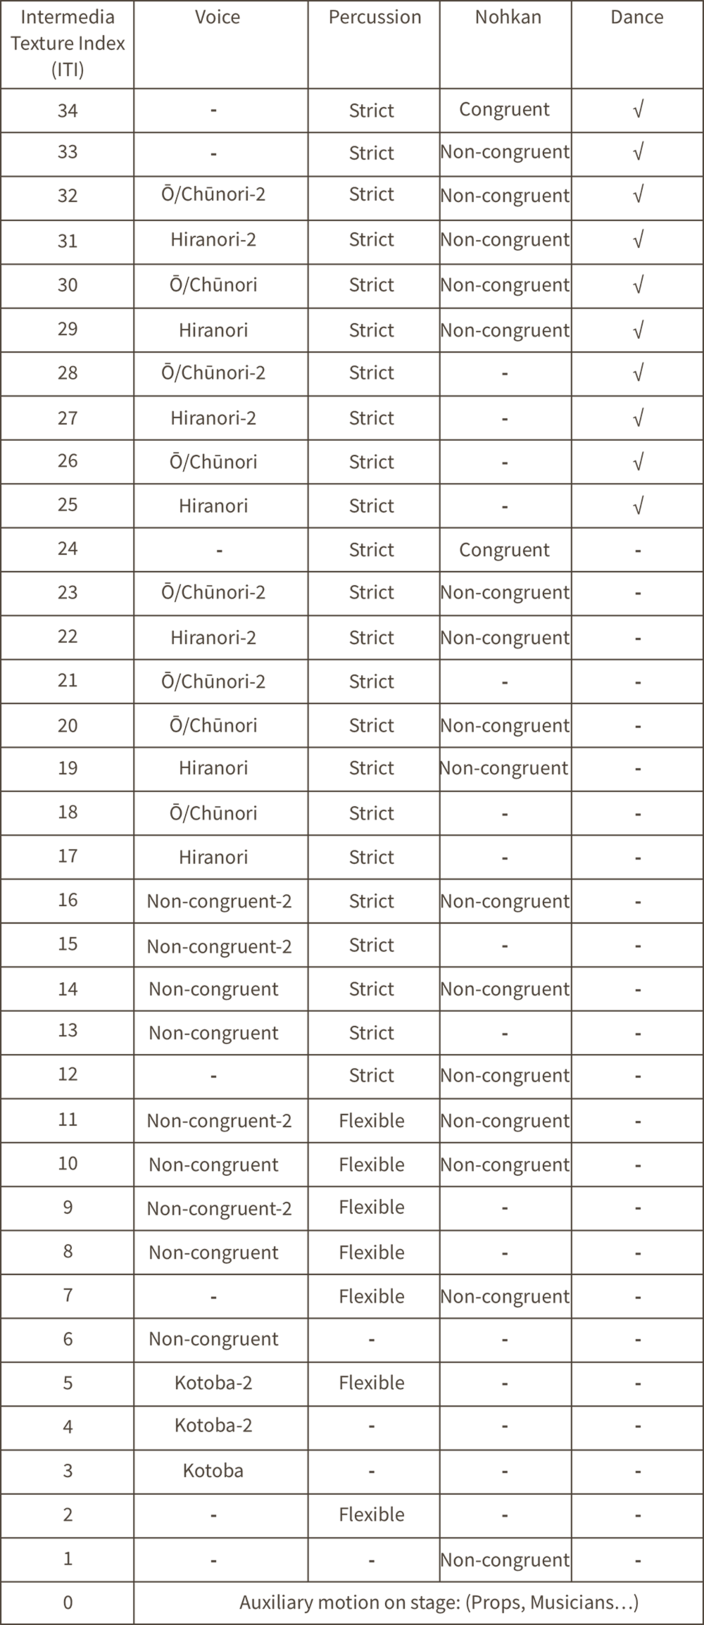 Intermedia Texture Index (ITI) Voice Percussion Nohkan Dance
34 - Strict Congruent √
33 - Strict Non-congruent √
32 Ō/Chūnori-2 Strict Non-congruent √
31 Hiranori-2 Strict Non-congruent √
30 Ō/Chūnori Strict Non-congruent √
29 Hiranori Strict Non-congruent √
28 Ō/Chūnori-2 Strict - √
27 Hiranori-2 Strict - √
26 Ō/Chūnori Strict - √
25 Hiranori Strict - √
24 - Strict Congruent -
23 Ō/Chūnori-2 Strict Non-congruent -
22 Hiranori-2 Strict Non-congruent -
21 Ō/Chūnori-2 Strict - -
20 Ō/Chūnori Strict Non-congruent -
19 Hiranori Strict Non-congruent -
18 Ō/Chūnori Strict - -
17 Hiranori Strict - -
16 Non-congruent-2 Strict Non-congruent -
15 Non-congruent-2 Strict - -
14 Non-congruent Strict Non-congruent -
13 Non-congruent Strict - -
12 - Strict Non-congruent -
11 Non-congruent-2 Flexible Non-congruent -
10 Non-congruent Flexible Non-congruent -
9 Non-congruent-2 Flexible - -
8 Non-congruent Flexible - -
7 - Flexible Non-congruent -
6 Non-congruent - - -
5 Kotoba-2 Flexible - -
4 Kotoba-2 - - -
3 Kotoba - - -
2 - Flexible - -
1 - - Non-congruent -
0 Auxiliary motion on stage: (Props, Musicians...)